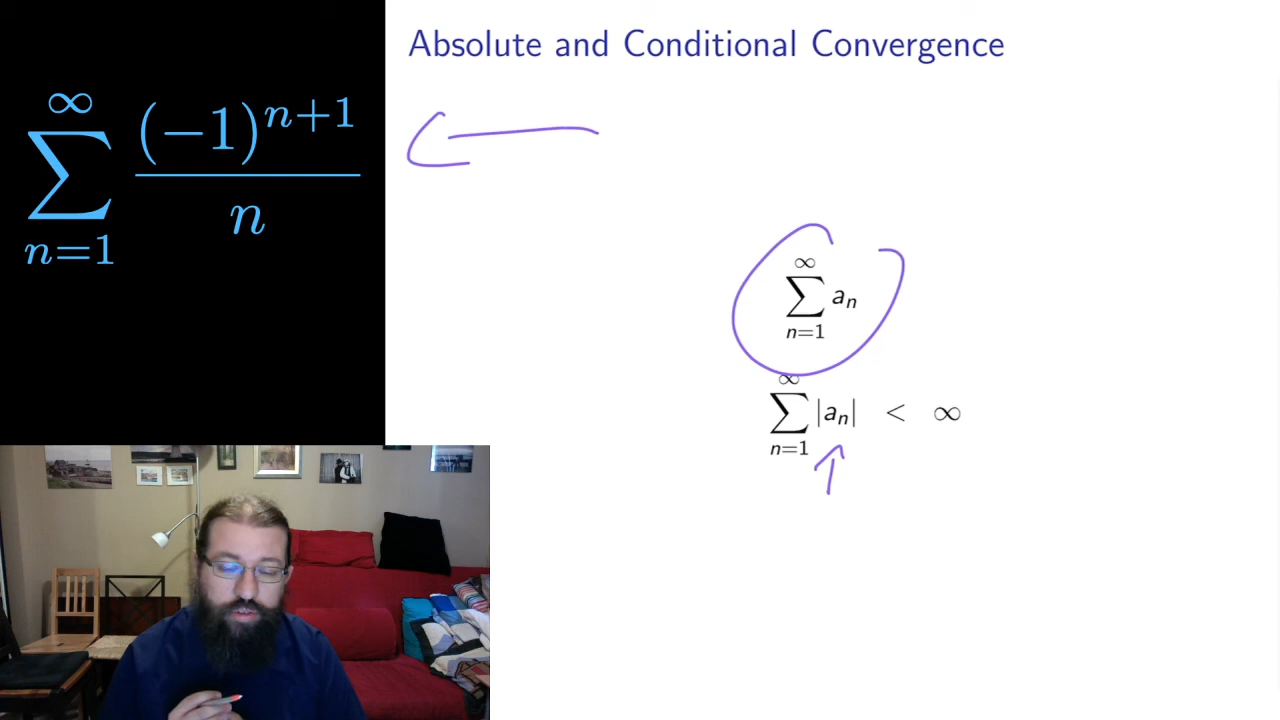 Absolute and Conditional Convergence
∞
∑ (-1)^{n+1} / n
n=1
∞
∑ a_n
n=1
∞
∑ |a_n| < ∞
n=1